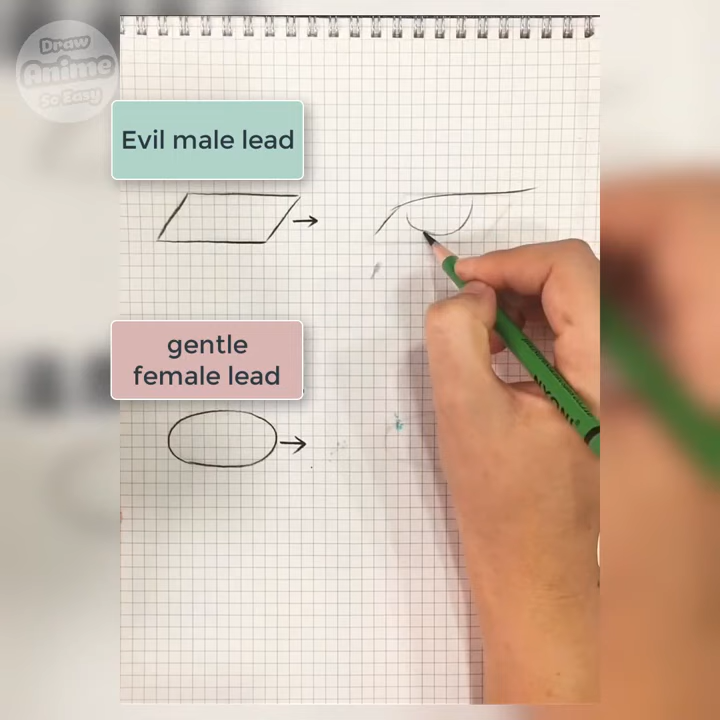 Draw
Anime
So Easy
Evil male lead
gentle
female lead